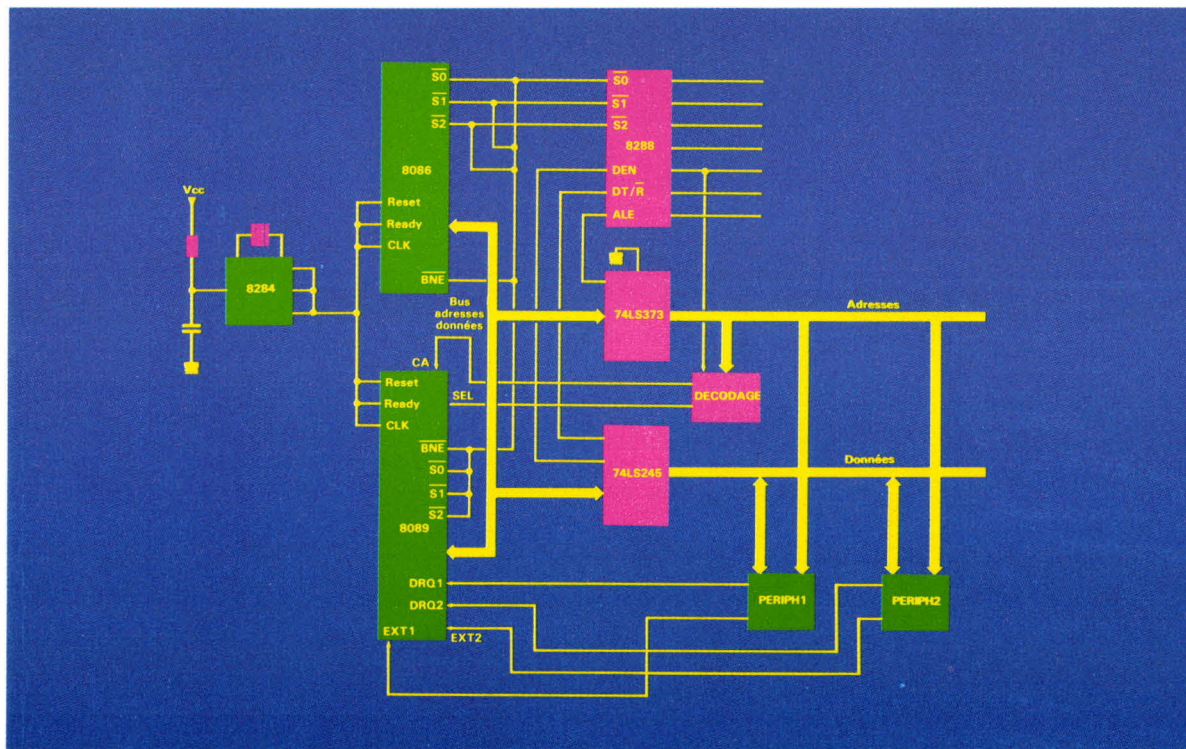 S0
S1
S2
8086
Reset
Ready
CLK
BNE
Vcc
8284
S0
S1
S2
8288
DEN
DT/R
ALE
Bus
adresses
données
74LS373
Adresses
CA
SEL
DECODAGE
Reset
Ready
CLK
BNE
S0
S1
S2
8089
DRQ1
DRQ2
EXT1
EXT2
74LS245
Données
PERIPH1
PERIPH2